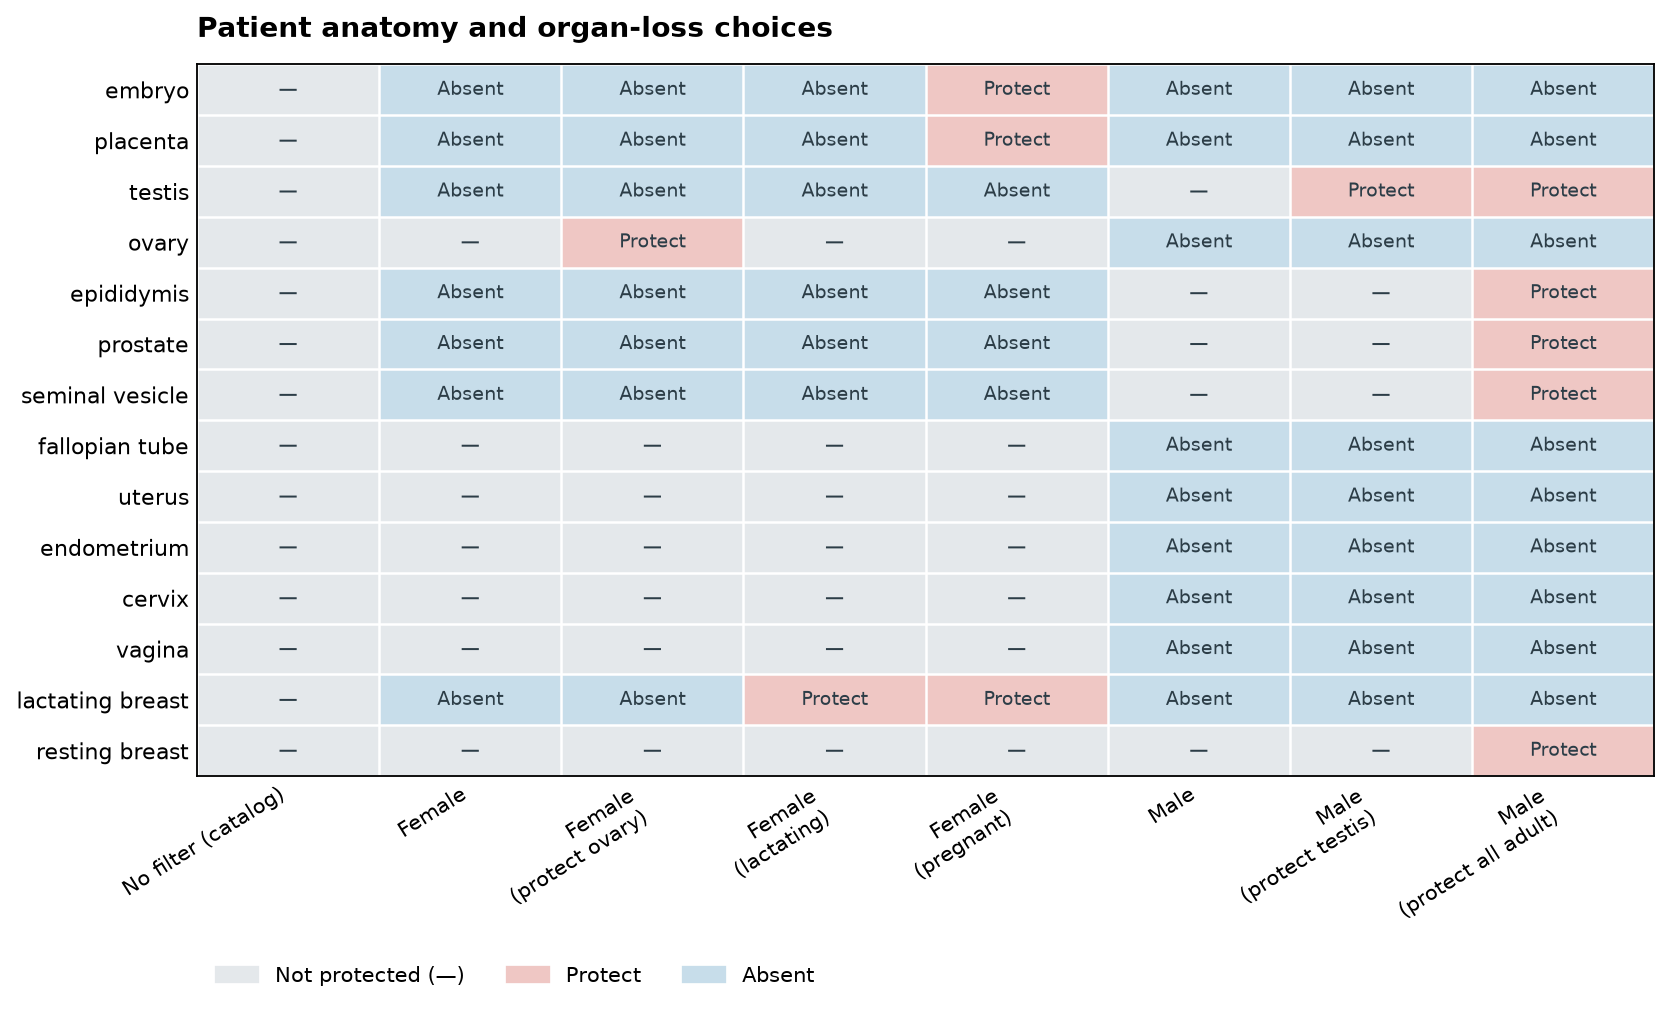 Patient anatomy and organ-loss choices
embryo — Absent Absent Absent Protect Absent Absent Absent
placenta — Absent Absent Absent Protect Absent Absent Absent
testis — Absent Absent Absent Absent — Protect Protect
ovary — — Protect — — Absent Absent Absent
epididymis — Absent Absent Absent Absent — — Protect
prostate — Absent Absent Absent Absent — — Protect
seminal vesicle — Absent Absent Absent Absent — — Protect
fallopian tube — — — — — Absent Absent Absent
uterus — — — — — Absent Absent Absent
endometrium — — — — — Absent Absent Absent
cervix — — — — — Absent Absent Absent
vagina — — — — — Absent Absent Absent
lactating breast — Absent Absent Protect Protect Absent Absent Absent
resting breast — — — — — — — Protect
No filter (catalog)
Female
Female
(protect ovary)
Female
(lactating)
Female
(pregnant)
Male
Male
(protect testis)
Male
(protect all adult)
Not protected (—) Protect Absent